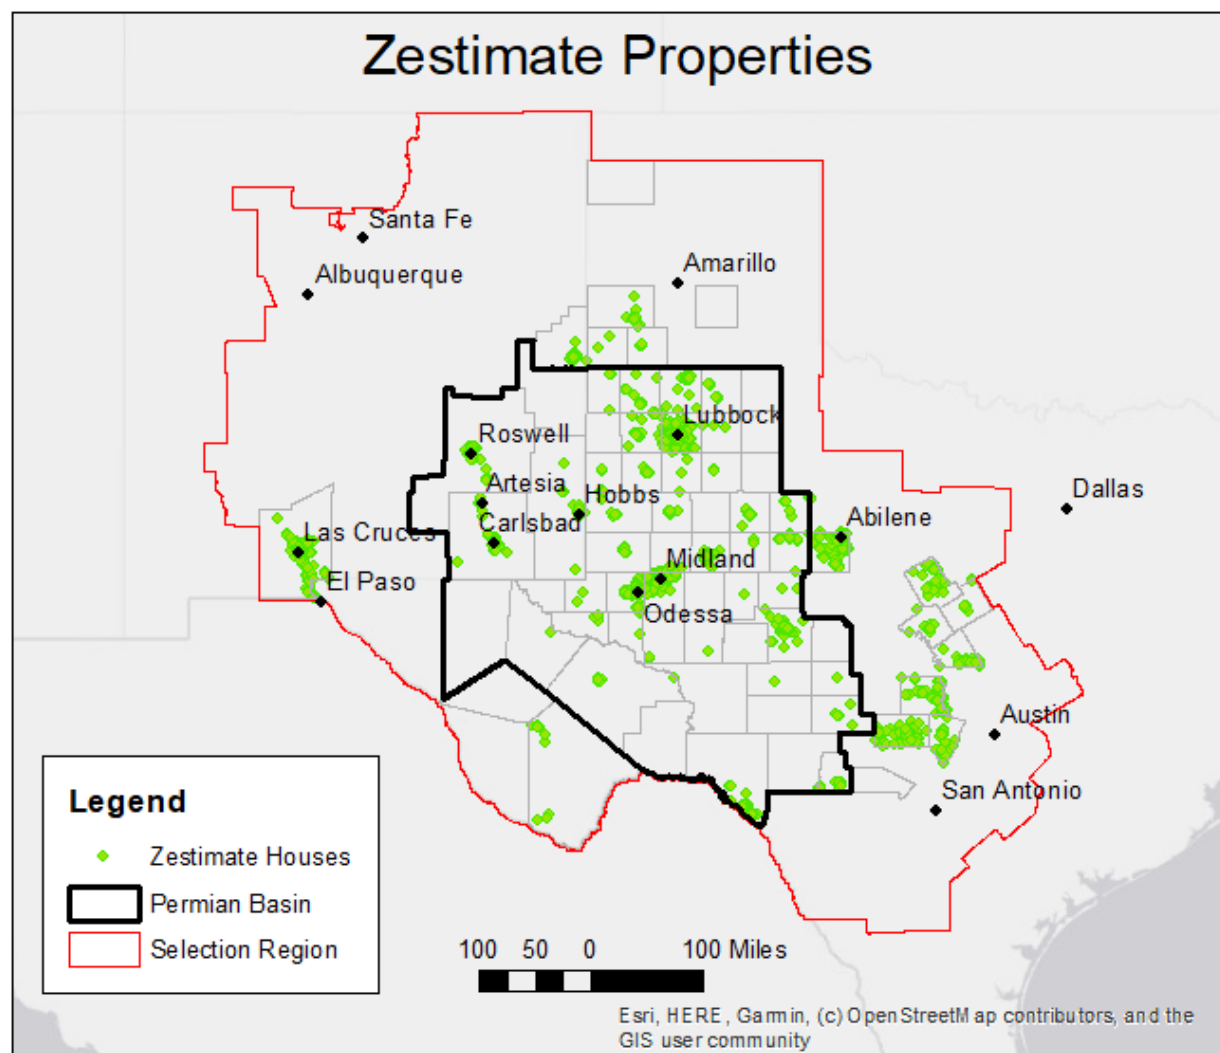 Zestimate Properties
Santa Fe
Albuquerque
Amarillo
Lubbock
Roswell
Artesia
Hobbs
Carlsbad
Dallas
Abilene
Las Cruces
Midland
El Paso
Odessa
Austin
San Antonio
Legend
Zestimate Houses
Permian Basin
Selection Region
100 50 0 100 Miles
Esri, HERE, Garmin, (c) OpenStreetMap contributors, and the
GIS user community